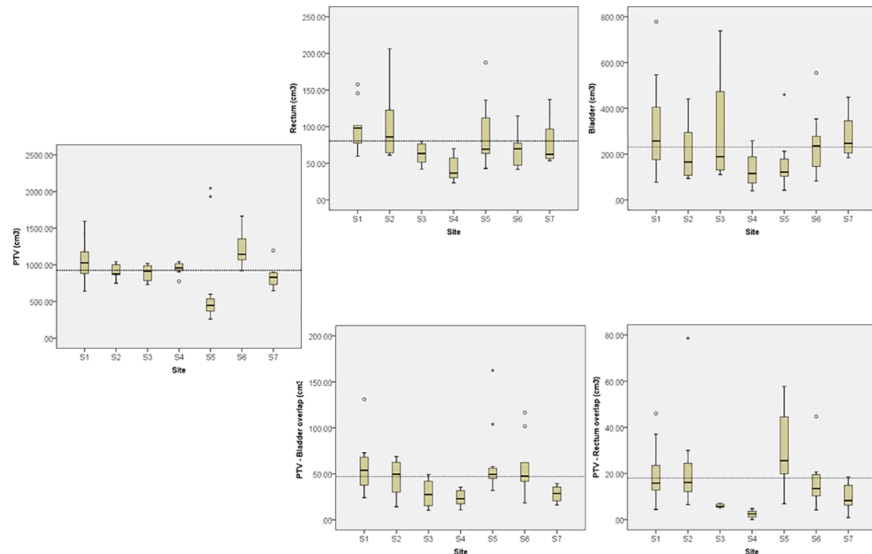 250.00
200.00
150.00
100.00
50.00
.00
Rectum (cm3)
S1 S2 S3 S4 S5 S6 S7
Site
800.00
600.00
400.00
200.00
.00
Bladder (cm3)
S1 S2 S3 S4 S5 S6 S7
Site
2500.00
2000.00
1500.00
1000.00
500.00
.00
PTV (cm3)
S1 S2 S3 S4 S5 S6 S7
Site
200.00
150.00
100.00
50.00
.00
PTV - Bladder overlap (cm3
S1 S2 S3 S4 S5 S6 S7
Site
80.00
60.00
40.00
20.00
.00
PTV - Rectum overlap (cm3)
S1 S2 S3 S4 S5 S6 S7
Site